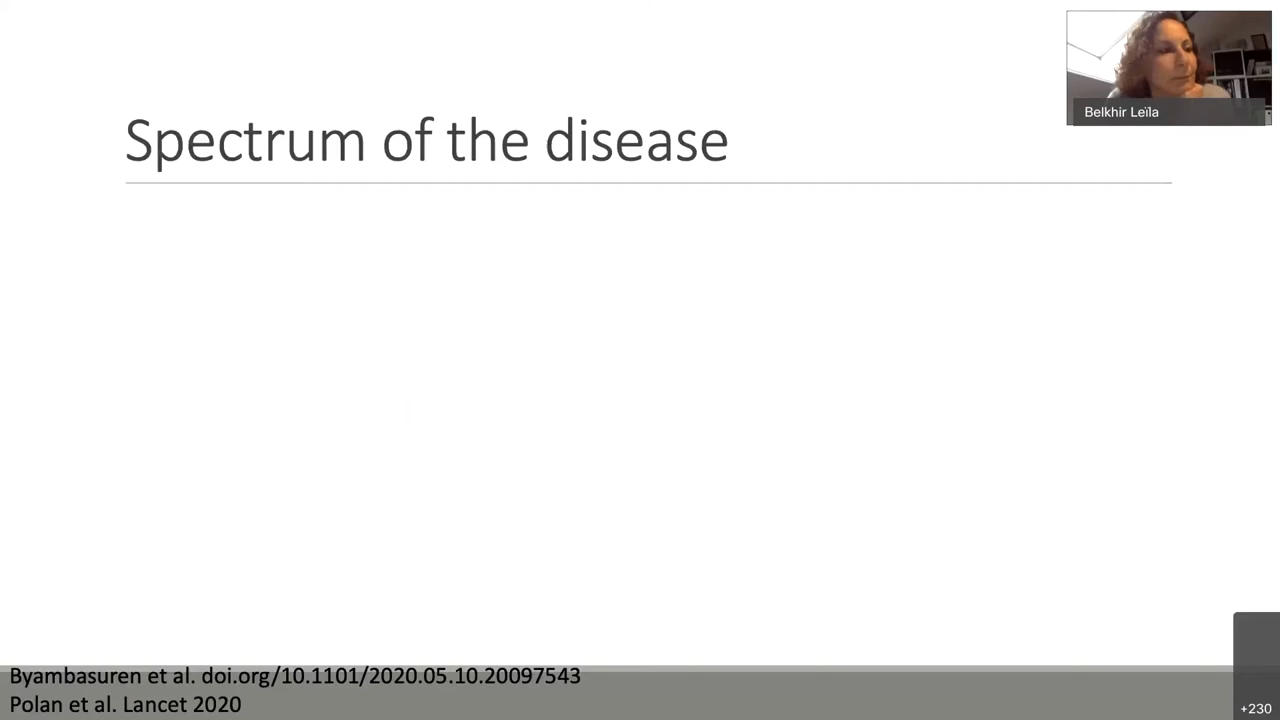 Belkhir Leïla
Spectrum of the disease
Byambasuren et al. doi.org/10.1101/2020.05.10.20097543
Polan et al. Lancet 2020
+230